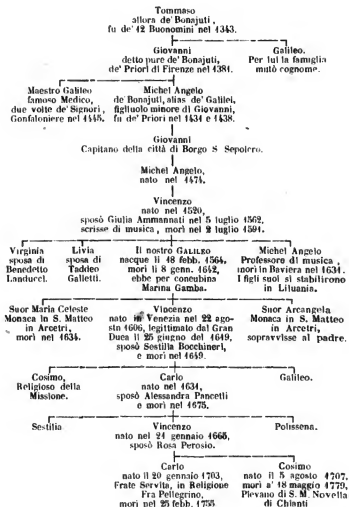 Tommaso
allora de' Bonajuti,
fu de' 12 Buonomini nel 1343.
Giovanni
detto pure de' Bonajuti,
de' Priori di Firenze nel 1381.
Galileo.
Per lui la famiglia
mutò cognome.
Maestro Galileo
famoso Medico,
due volte de' Signori,
Gonfaloniere nel 1445.
Michel Angelo
de' Bonajuti, alias de' Galilei,
figliuolo minore di Giovanni,
fu de' Priori nel 1431 e 1438.
Giovanni
Capitano della città di Borgo S Sepolcro.
Michel Angelo,
nato nel 1474.
Vincenzo
nato nel 1520,
sposò Giulia Ammannati nel 5 luglio 1562,
scrisse di musica, morì nel 2 luglio 1591.
Virginia
sposa di
Benedetto
Landucci.
Livia
sposa di
Taddeo
Galletti.
Il nostro GALILEO
nacque li 18 febb. 1564,
morì li 8 genn. 1642,
ebbe per concubina
Marina Gamba.
Michel Angelo
Professore di musica,
morì in Baviera nel 1631.
I figli suoi si stabilirono
in Lituania.
Suor Maria Celeste
Monaca in S. Matteo
in Arcetri,
morì nel 1634.
Vincenzo
nato in Venezia nel 22 ago-
sto 1606, legittimato dal Gran
Duca il 25 giugno del 1649,
sposò Sestilia Bocchineri,
e morì nel 1649.
Suor Arcangela
Monaca in S. Matteo
in Arcetri,
sopravvisse al padre.
Cosimo,
Religioso della
Missione.
Carlo
nato nel 1631,
sposò Alessandra Pancetti
e morì nel 1675.
Galileo.
Sestilia
Vincenzo
nato nel 21 gennaio 1665,
sposò Rosa Perosio.
Polissena.
Carlo
nato il 20 gennaio 1703,
Frate Servita, in Religione
Fra Pellegrino,
morì nel 25 febb. 1755
Cosimo
nato il 5 agosto 1707,
morì a' 18 maggio 1779,
Pievano di S. M. Novella
di Chianti